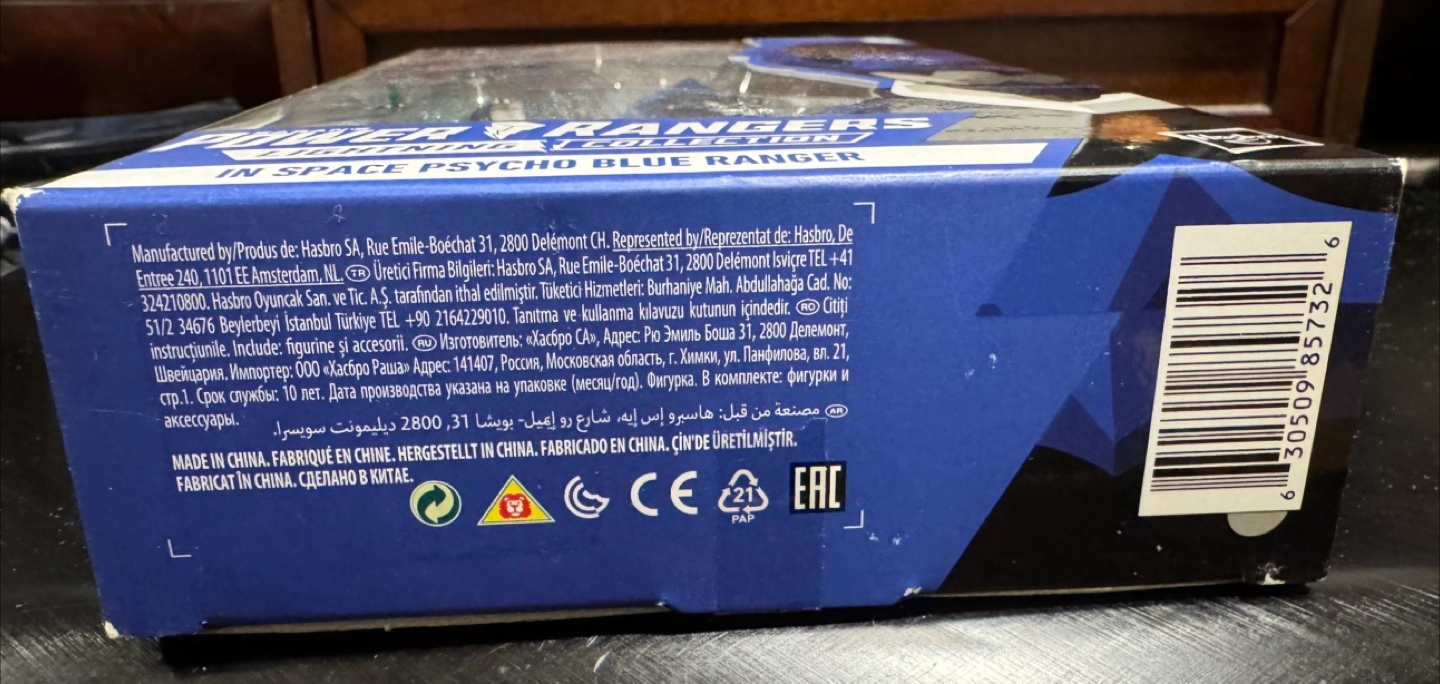 POWER RANGERS
LIGHTNING COLLECTION
IN SPACE PSYCHO BLUE RANGER
Manufactured by/Produs de: Hasbro SA, Rue Emile-Boéchat 31, 2800 Delémont CH. Represented by/Reprezentat de: Hasbro, De
Entree 240, 1101 EE Amsterdam, NL. TR Üretici Firma Bilgileri: Hasbro SA, Rue Emile-Boéchat 31, 2800 Delémont Isviçre TEL +41
324210800. Hasbro Oyuncak San. ve Tic. A.Ş. tarafından ithal edilmiştir. Tüketici Hizmetleri: Burhaniye Mah. Abdullahağa Cad. No:
51/2 34676 Beylerbeyi İstanbul Türkiye TEL +90 2164229010. Tanıtma ve kullanma kılavuzu kutunun içindedir. RO Citiți
instrucțiunile. Include: figurine și accesorii. RU Изготовитель: «Хасбро СА», Адрес: Рю Эмиль Боша 31, 2800 Делемонт,
Швейцария. Импортер: ООО «Хасбро Раша» Адрес: 141407, Россия, Московская область, г. Химки, ул. Панфилова, вл. 21,
стр.1. Срок службы: 10 лет. Дата производства указана на упаковке (месяц/год). Фигурка. В комплекте: фигурки и
аксессуары.
AR مصنعة من قبل: هاسبرو إس إيه، شارع رو إميل- بويشا 31, 2800 ديليمونت سويسرا.
MADE IN CHINA. FABRIQUÉ EN CHINE. HERGESTELLT IN CHINA. FABRICADO EN CHINA. ÇİN'DE ÜRETİLMİŞTİR.
FABRICAT ÎN CHINA. СДЕЛАНО В КИТАЕ.
CE 21 EAC
PAP
6 30509 85732 6